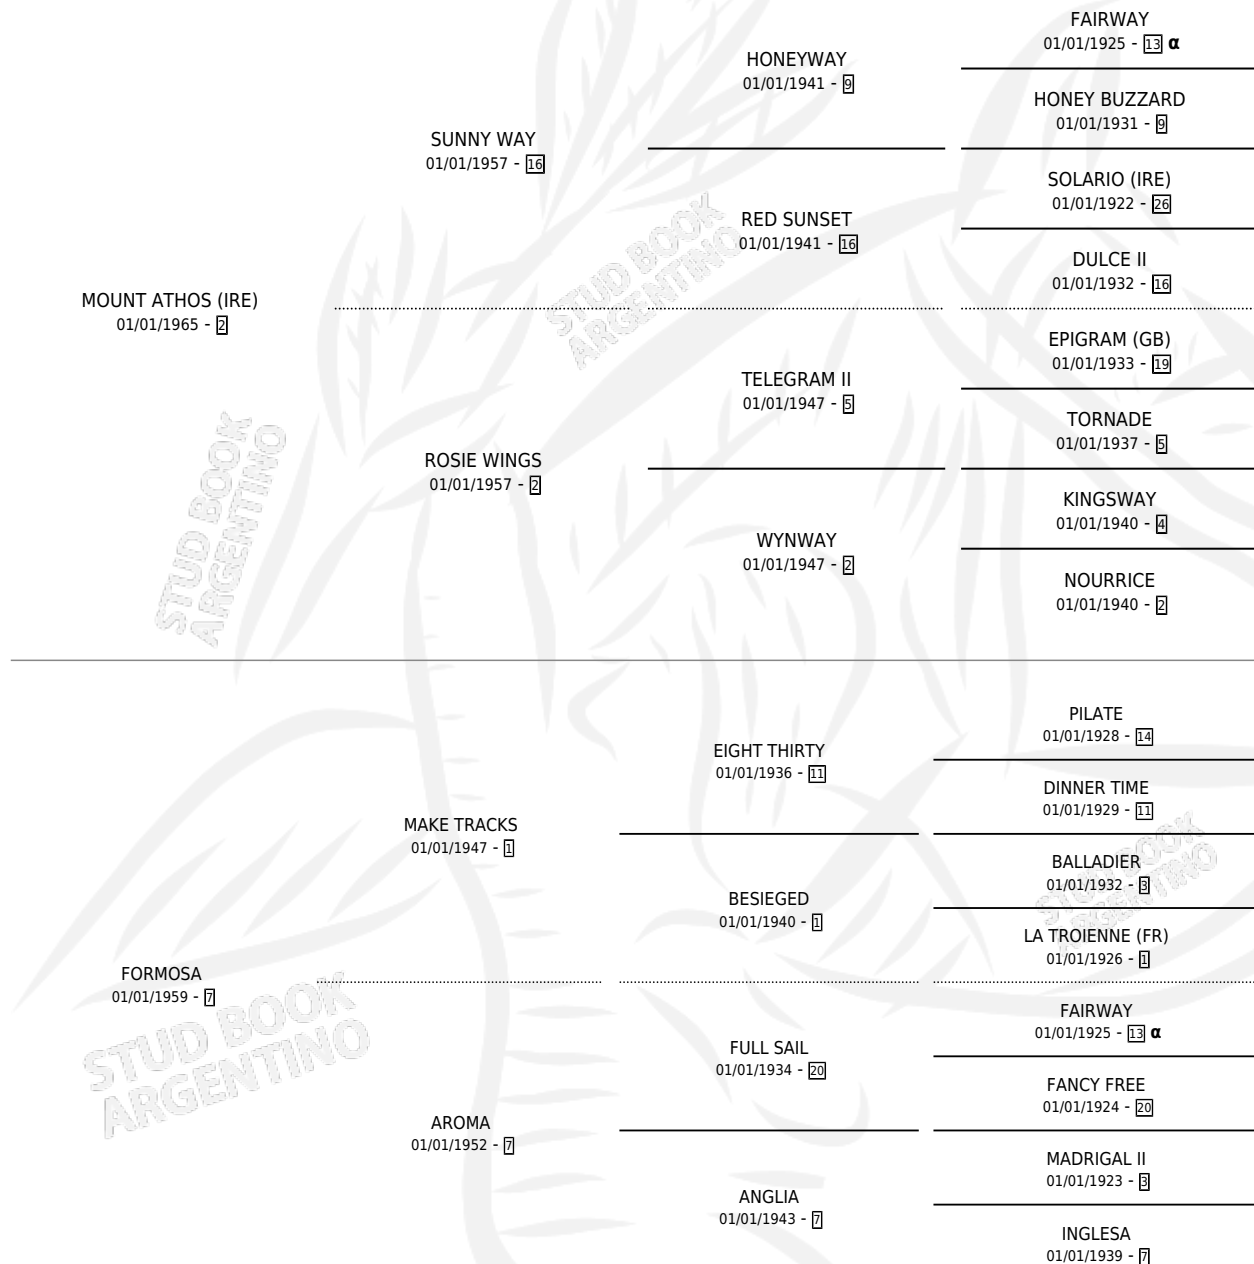 FAIRWAY
01/01/1925 - 13 α
HONEYWAY
01/01/1941 - 9
HONEY BUZZARD
01/01/1931 - 9
SUNNY WAY
01/01/1957 - 16
SOLARIO (IRE)
01/01/1922 - 26
RED SUNSET
01/01/1941 - 16
DULCE II
01/01/1932 - 16
MOUNT ATHOS (IRE)
01/01/1965 - 2
EPIGRAM (GB)
01/01/1933 - 19
TELEGRAM II
01/01/1947 - 5
TORNADE
01/01/1937 - 5
ROSIE WINGS
01/01/1957 - 2
KINGSWAY
01/01/1940 - 4
WYNWAY
01/01/1947 - 2
NOURRICE
01/01/1940 - 2
PILATE
01/01/1928 - 14
EIGHT THIRTY
01/01/1936 - 11
DINNER TIME
01/01/1929 - 11
MAKE TRACKS
01/01/1947 - 1
BALLADIER
01/01/1932 - 3
BESIEGED
01/01/1940 - 1
LA TROIENNE (FR)
01/01/1926 - 1
FORMOSA
01/01/1959 - 7
FAIRWAY
01/01/1925 - 13 α
FULL SAIL
01/01/1934 - 20
FANCY FREE
01/01/1924 - 20
AROMA
01/01/1952 - 7
MADRIGAL II
01/01/1923 - 3
ANGLIA
01/01/1943 - 7
INGLESA
01/01/1939 - 7
STUD BOOK
ARGENTINO
STUD BOOK
ARGENTINO
STUD BOOK
ARGENTINO
STUD BOOK
ARGENTINO